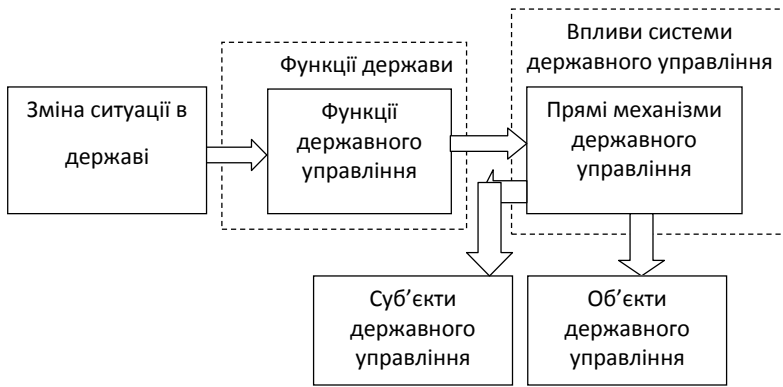 Впливи системи
державного управління
Функції держави
Зміна ситуації в
державі
Функції
державного
управління
Прямі механізми
державного
управління
Суб’єкти
державного
управління
Об’єкти
державного
управління